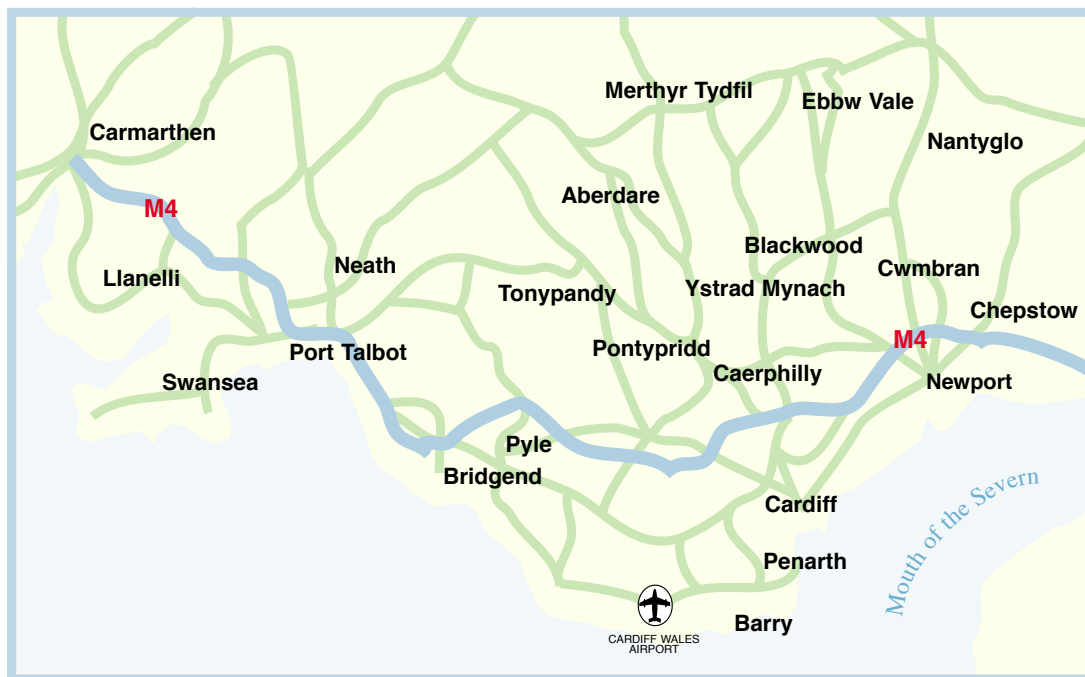 Merthyr Tydfil
Ebbw Vale
Carmarthen
Nantyglo
Aberdare
M4
Blackwood
Neath
Cwmbran
Llanelli
Tonypandy
Ystrad Mynach
Chepstow
M4
Pontypridd
Port Talbot
Caerphilly
Swansea
Newport
Pyle
Bridgend
Cardiff
Mouth of the Severn
Penarth
Barry
CARDIFF WALES
AIRPORT